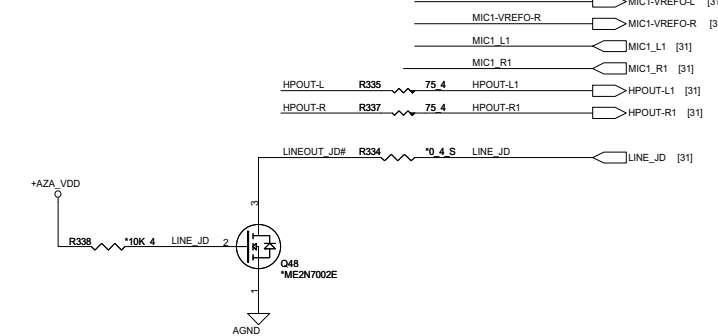 MIC1-VREFO-L [31
MIC1-VREFO-R MIC1-VREFO-R [3
MIC1_L1 MIC1_L1 [31]
MIC1_R1 MIC1_R1 [31]
HPOUT-L R335 75_4 HPOUT-L1 HPOUT-L1 [31]
HPOUT-R R337 75_4 HPOUT-R1 HPOUT-R1 [31]
LINEOUT_JD# R334 *0_4_S LINE_JD LINE_JD [31]
+AZA_VDD
3
R338 *10K_4 LINE_JD 2
Q48
*ME2N7002E
1
AGND